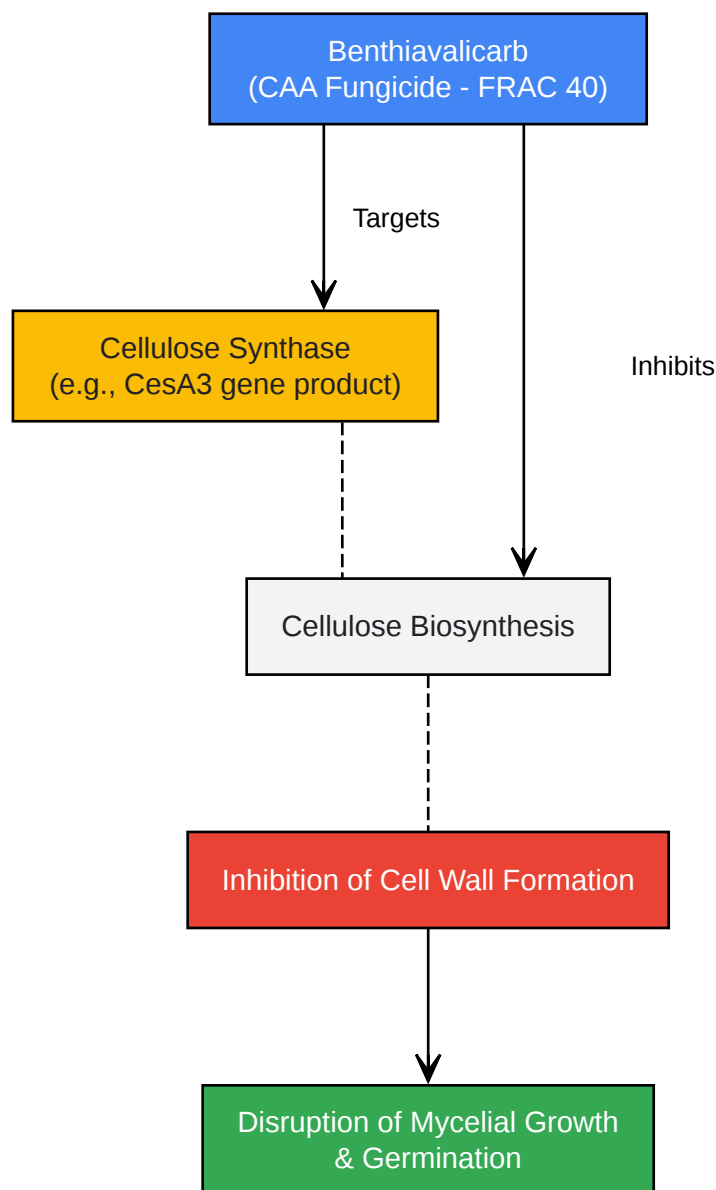 Benthiavalicarb
(CAA Fungicide - FRAC 40)
Targets
Cellulose Synthase
(e.g., CesA3 gene product)
Inhibits
Cellulose Biosynthesis
Inhibition of Cell Wall Formation
Disruption of Mycelial Growth
& Germination